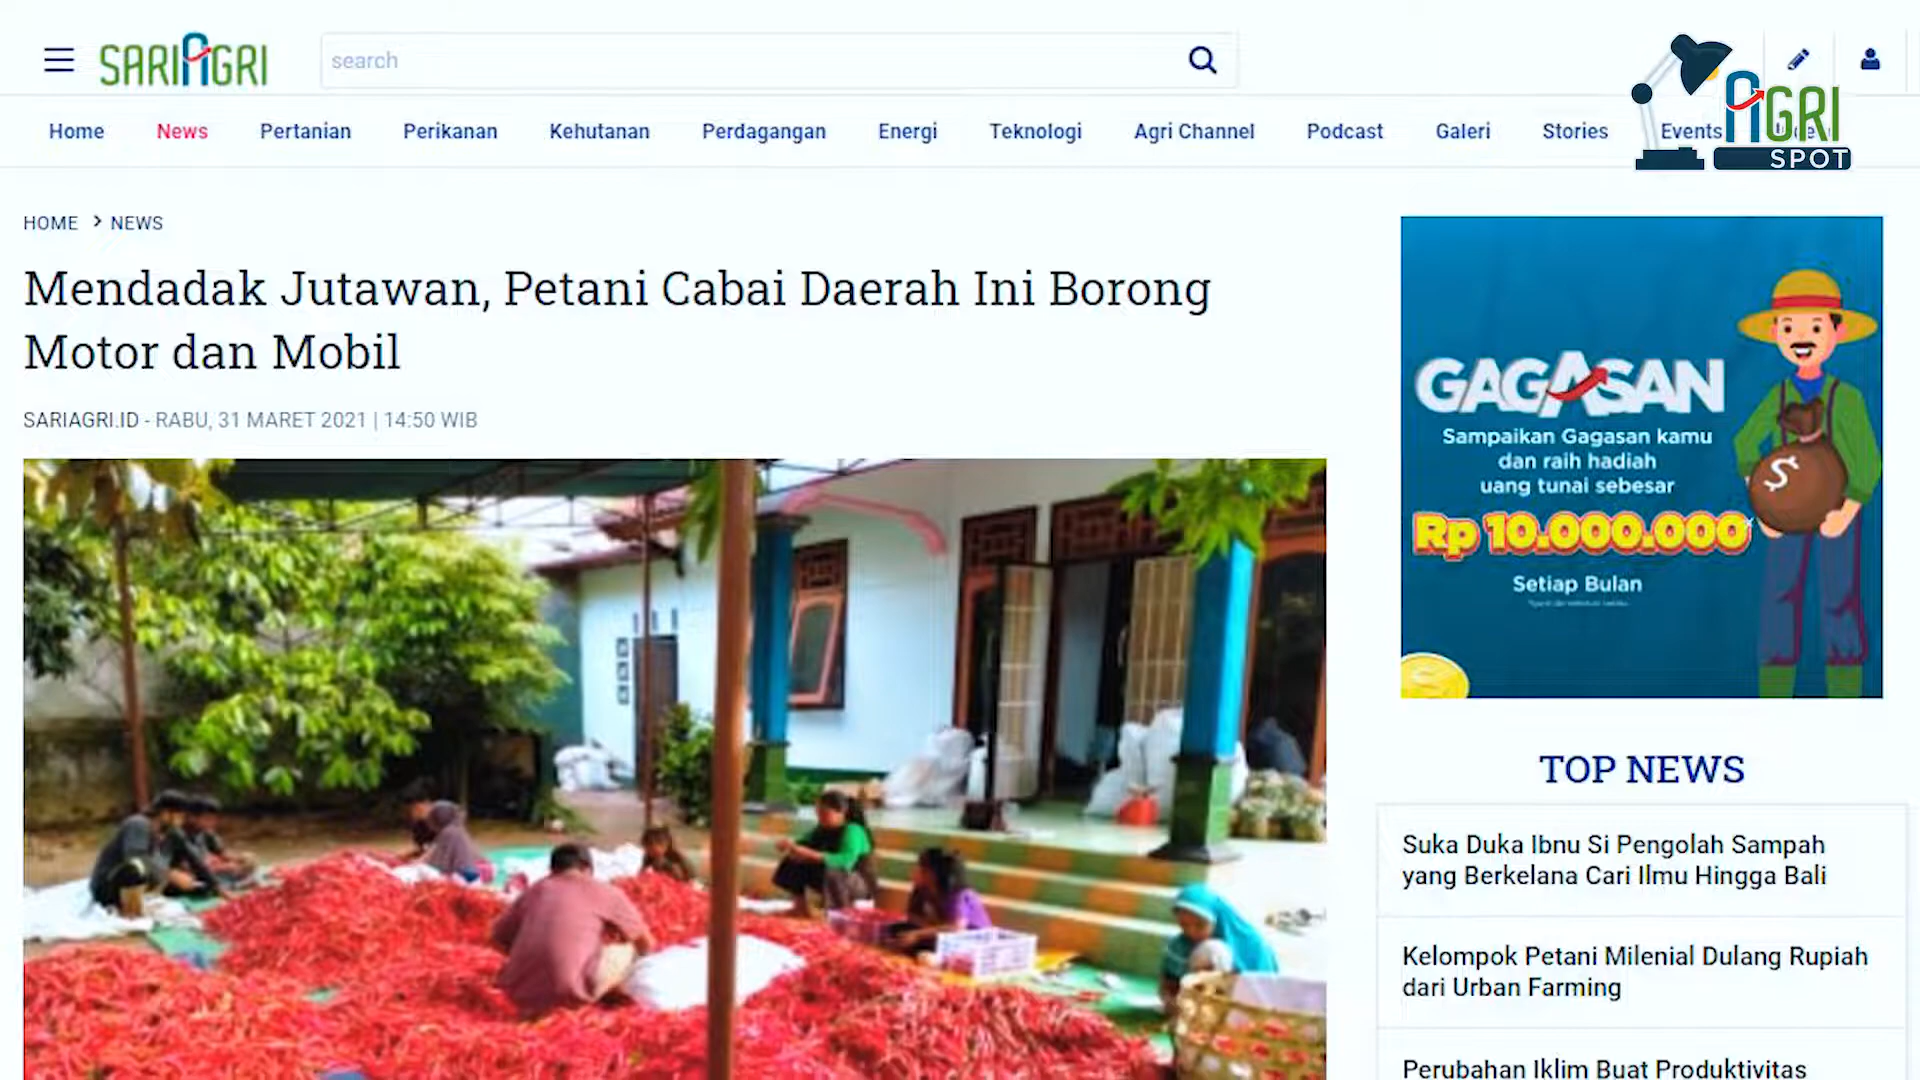 SARIAGRI
search
Home News Pertanian Perikanan Kehutanan Perdagangan Energi Teknologi Agri Channel Podcast Galeri Stories Events
AGRI
SPOT
HOME > NEWS
Mendadak Jutawan, Petani Cabai Daerah Ini Borong
Motor dan Mobil
SARIAGRI.ID - RABU, 31 MARET 2021 | 14:50 WIB
GAGASAN
Sampaikan Gagasan kamu
dan raih hadiah
uang tunai sebesar
Rp 10.000.000
Setiap Bulan
TOP NEWS
Suka Duka Ibnu Si Pengolah Sampah
yang Berkelana Cari Ilmu Hingga Bali
Kelompok Petani Milenial Dulang Rupiah
dari Urban Farming
Perubahan Iklim Buat Produktivitas